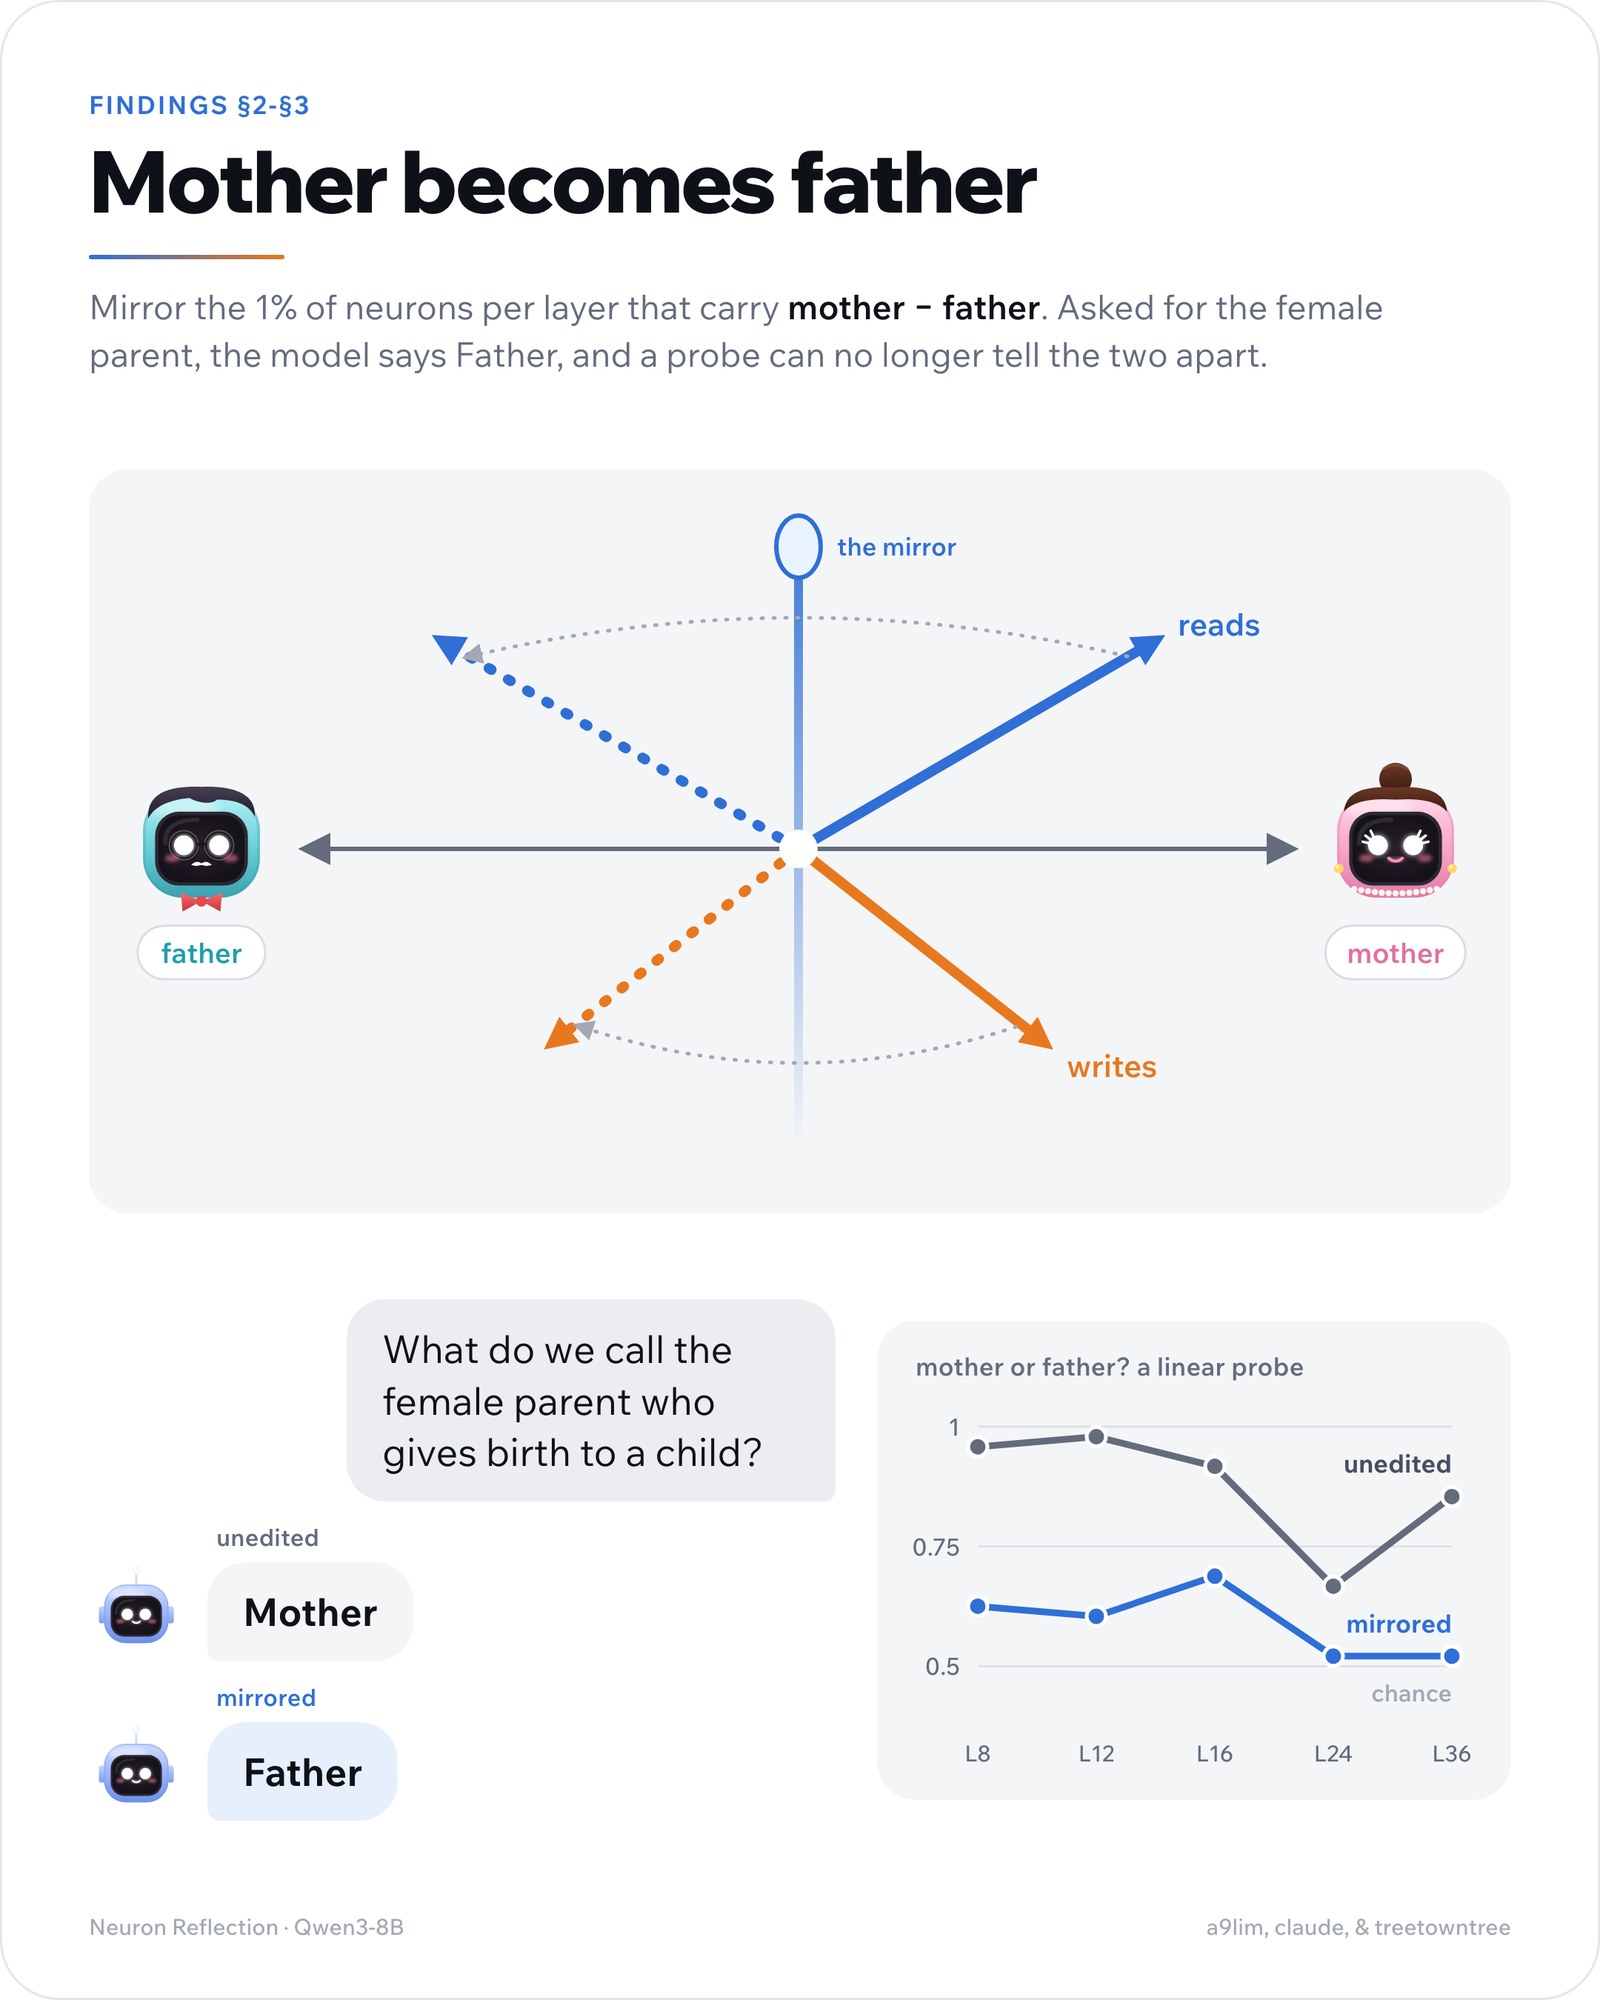 FINDINGS §2-§3
Mother becomes father
Mirror the 1% of neurons per layer that carry mother – father. Asked for the female
parent, the model says Father, and a probe can no longer tell the two apart.
the mirror
reads
father
mother
writes
What do we call the
female parent who
gives birth to a child?
unedited
Mother
mirrored
Father
mother or father? a linear probe
1
unedited
0.75
mirrored
0.5
chance
L8 L12 L16 L24 L36
Neuron Reflection · Qwen3-8B
a9lim, claude, & treetowntree